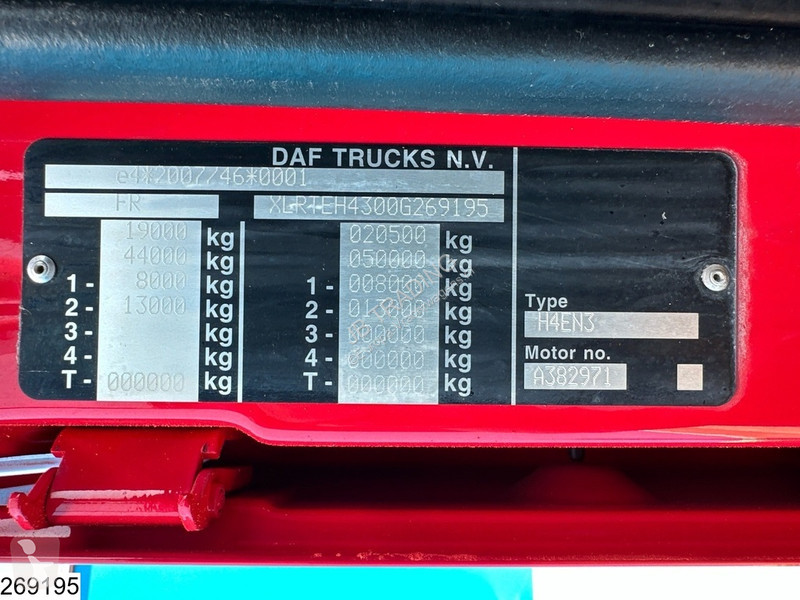 DAF TRUCKS N.V.
e4*2007/46*0001
FR XLRTEH4300G269195
19000 kg 020500 kg
44000 kg 050000 kg
1- 8000 kg 1- 008000 kg
2- 13000 kg 2- kg
3- kg 3- 000000 kg
4- kg 4- 000000 kg
T- 000000 kg T- 000000 kg
Type
H4EN3
Motor no.
A382971
269195